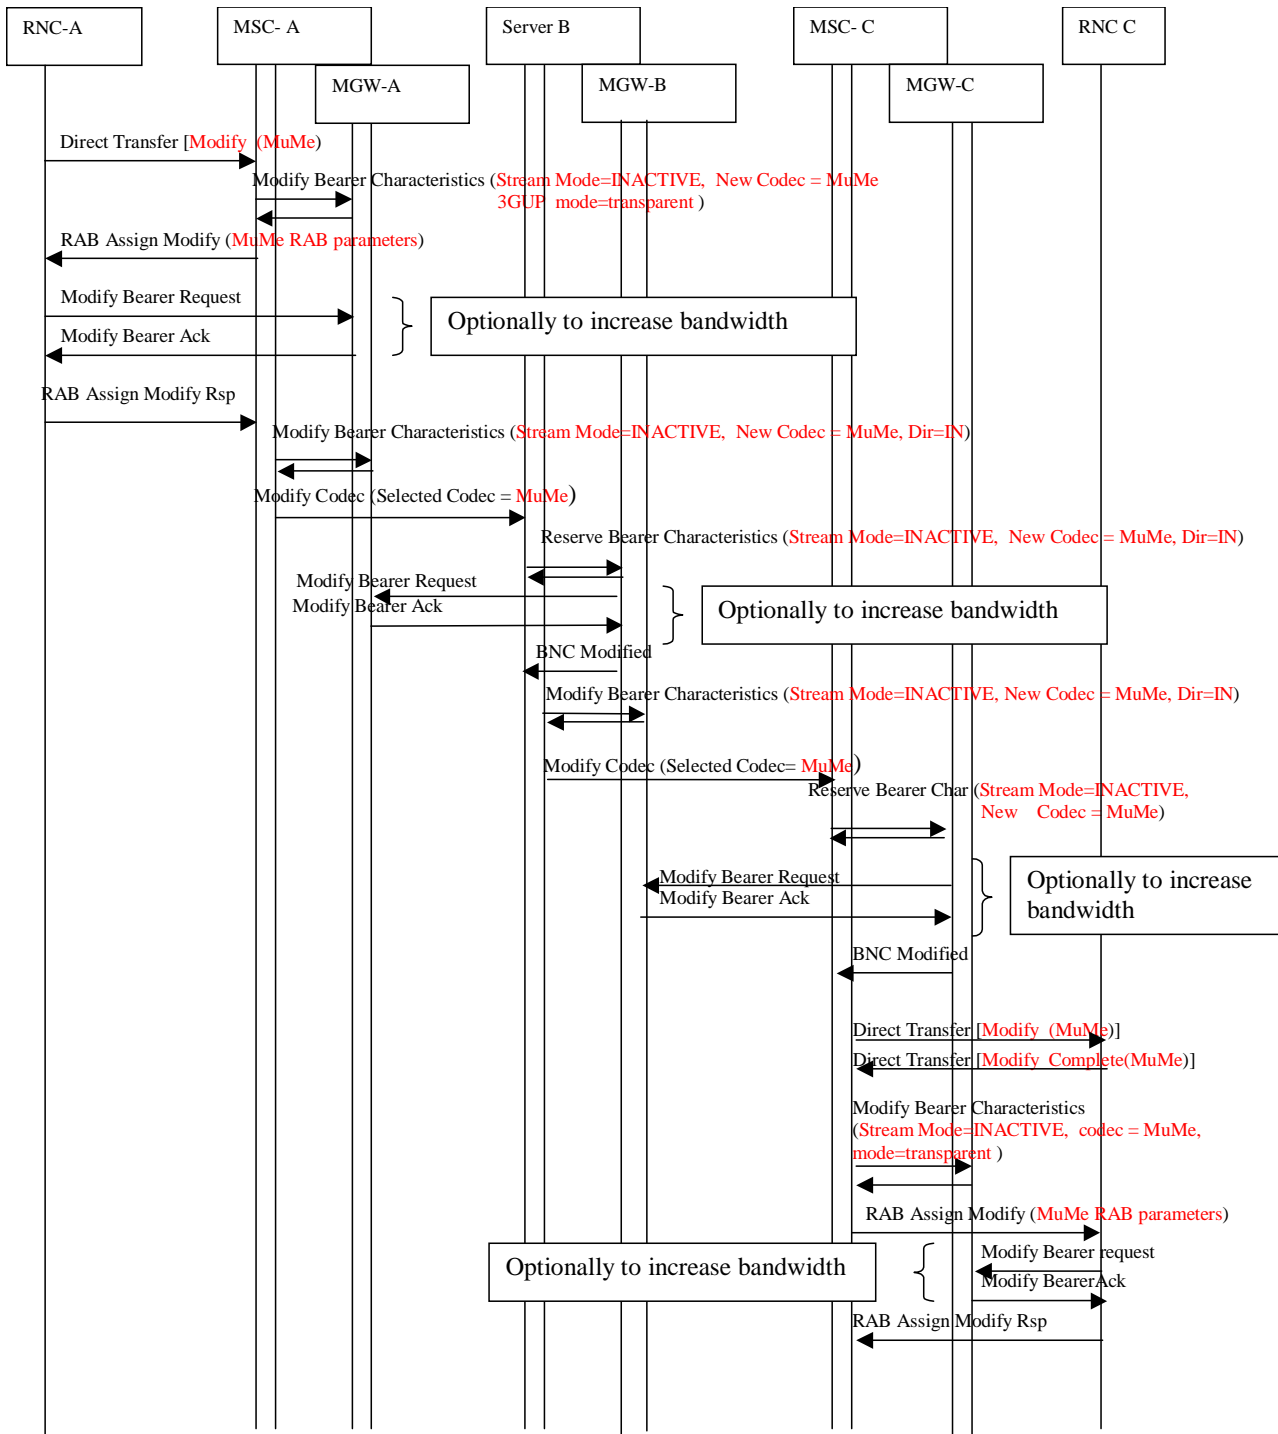 RNC-A
MSC- A
Server B
MSC- C
RNC C
MGW-A
MGW-B
MGW-C
Direct Transfer [Modify (MuMe)
Modify Bearer Characteristics (Stream Mode=INACTIVE, New Codec = MuMe
3GUP mode=transparent )
RAB Assign Modify (MuMe RAB parameters)
Modify Bearer Request
Optionally to increase bandwidth
Modify Bearer Ack
RAB Assign Modify Rsp
Modify Bearer Characteristics (Stream Mode=INACTIVE, New Codec = MuMe, Dir=IN)
Modify Codec (Selected Codec = MuMe)
Reserve Bearer Characteristics (Stream Mode=INACTIVE, New Codec = MuMe, Dir=IN)
Modify Bearer Request
Modify Bearer Ack
Optionally to increase bandwidth
BNC Modified
Modify Bearer Characteristics (Stream Mode=INACTIVE, New Codec = MuMe, Dir=IN)
Modify Codec (Selected Codec= MuMe)
Reserve Bearer Char (Stream Mode=INACTIVE,
New Codec = MuMe)
Modify Bearer Request
Modify Bearer Ack
Optionally to increase
bandwidth
BNC Modified
Direct Transfer [Modify (MuMe)]
Direct Transfer [Modify Complete(MuMe)]
Modify Bearer Characteristics
(Stream Mode=INACTIVE, codec = MuMe,
mode=transparent )
RAB Assign Modify (MuMe RAB parameters)
Optionally to increase bandwidth
Modify Bearer request
Modify BearerAck
RAB Assign Modify Rsp